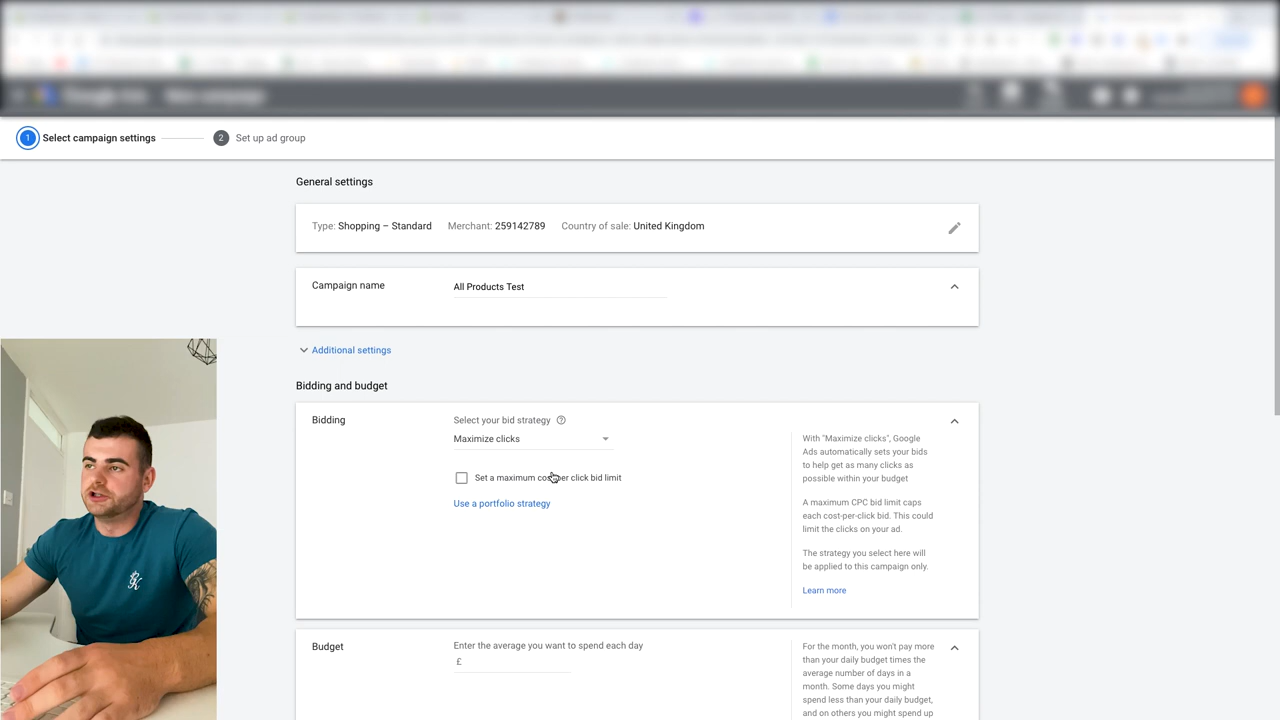 1 Select campaign settings 2 Set up ad group
General settings
Type: Shopping – Standard Merchant: 259142789 Country of sale: United Kingdom
Campaign name All Products Test
Additional settings
Bidding and budget
Bidding Select your bid strategy
Maximize clicks
Set a maximum cost per click bid limit
Use a portfolio strategy
With "Maximize clicks", Google
Ads automatically sets your bids
to help get as many clicks as
possible within your budget
A maximum CPC bid limit caps
each cost-per-click bid. This could
limit the clicks on your ad.
The strategy you select here will
be applied to this campaign only.
Learn more
Budget Enter the average you want to spend each day
£
For the month, you won't pay more
than your daily budget times the
average number of days in a
month. Some days you might
spend less than your daily budget,
and on others you might spend up